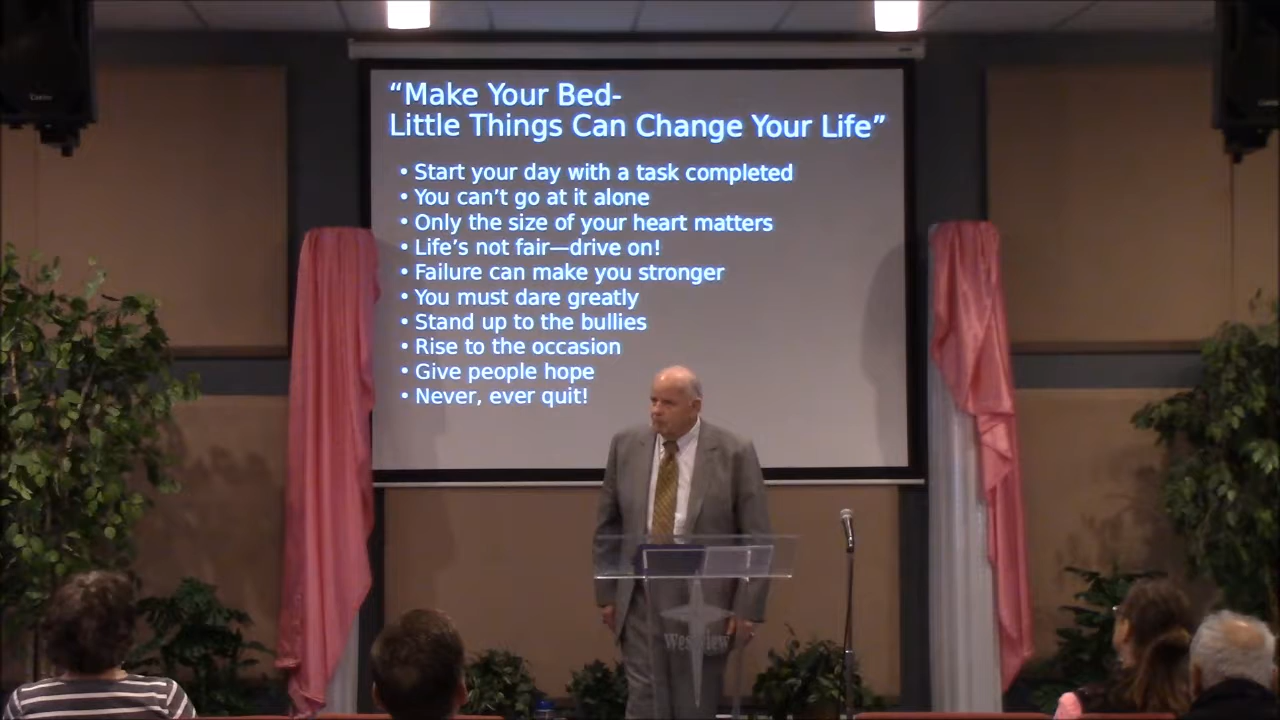 “Make Your Bed-
Little Things Can Change Your Life”
• Start your day with a task completed
• You can’t go at it alone
• Only the size of your heart matters
• Life’s not fair—drive on!
• Failure can make you stronger
• You must dare greatly
• Stand up to the bullies
• Rise to the occasion
• Give people hope
• Never, ever quit!
Westview